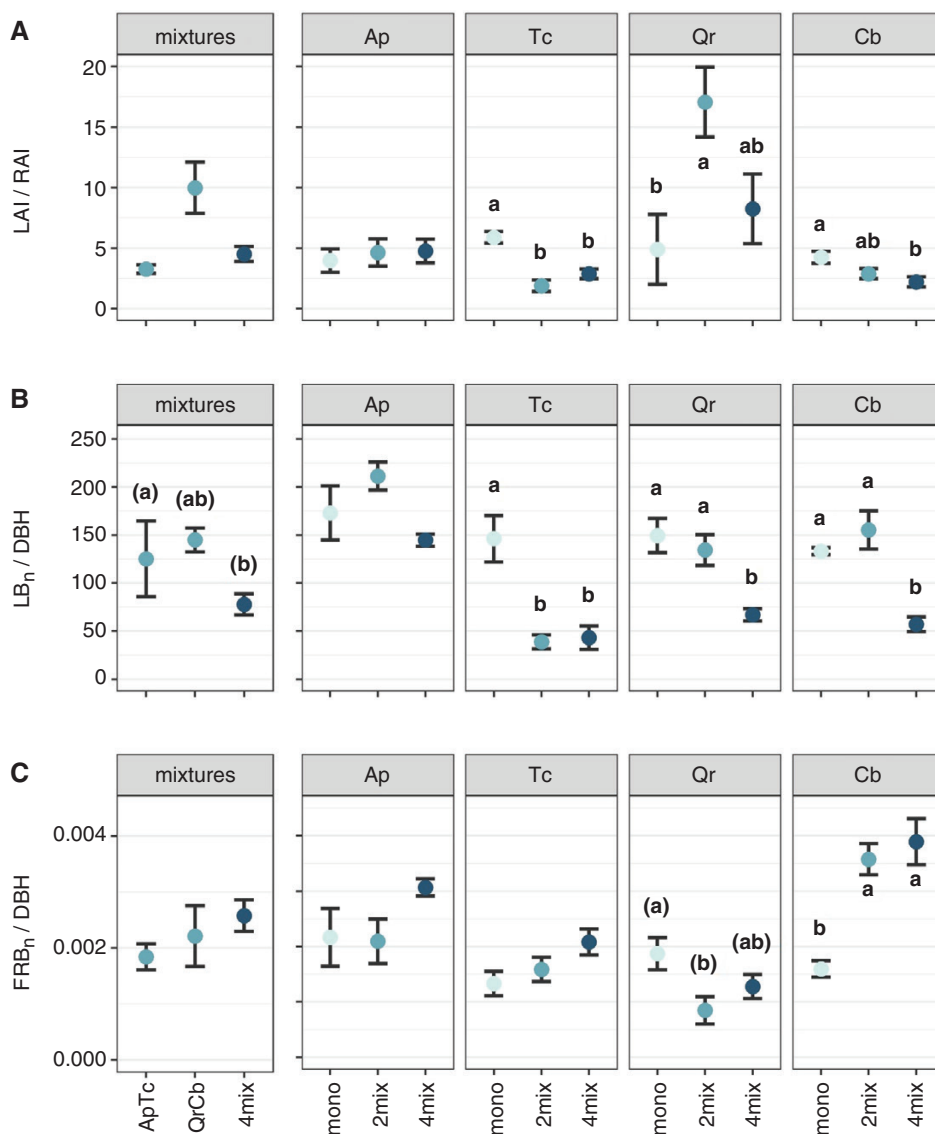 A
mixtures Ap Tc Qr Cb
LAI / RAI
20
15
10
5
0
a b b
b a ab
a ab b
B
mixtures Ap Tc Qr Cb
LBn / DBH
250
200
150
100
50
0
(a) (ab) (b)
a b b
a a b
a a b
C
mixtures Ap Tc Qr Cb
FRBn / DBH
0.004
0.002
0.000
(a) (b) (ab)
b a a
ApTc QrCb 4mix mono 2mix 4mix mono 2mix 4mix mono 2mix 4mix mono 2mix 4mix